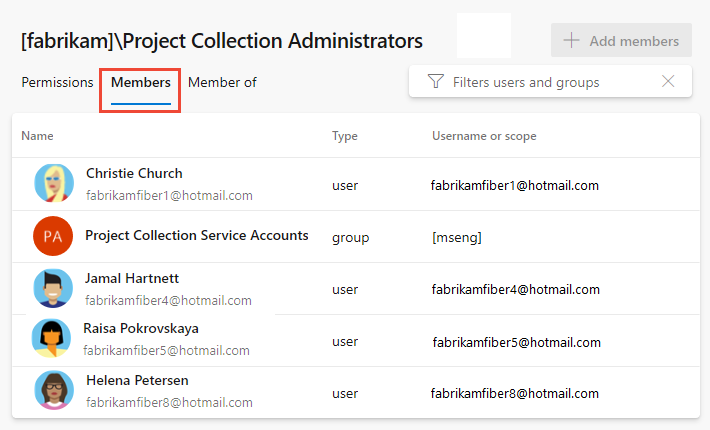 [fabrikam]\Project Collection Administrators
Add members
Permissions Members Member of
Filters users and groups
Name Type Username or scope
Christie Church
fabrikamfiber1@hotmail.com user fabrikamfiber1@hotmail.com
PA Project Collection Service Accounts group [mseng]
Jamal Hartnett
fabrikamfiber4@hotmail.com user fabrikamfiber4@hotmail.com
Raisa Pokrovskaya
fabrikamfiber5@hotmail.com user fabrikamfiber5@hotmail.com
Helena Petersen
fabrikamfiber8@hotmail.com user fabrikamfiber8@hotmail.com